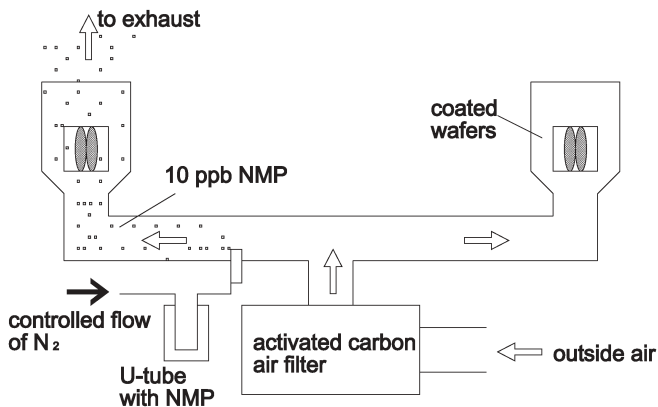 to exhaust
coated
wafers
10 ppb NMP
controlled flow
of N₂
U-tube
with NMP
activated carbon
air filter
outside air